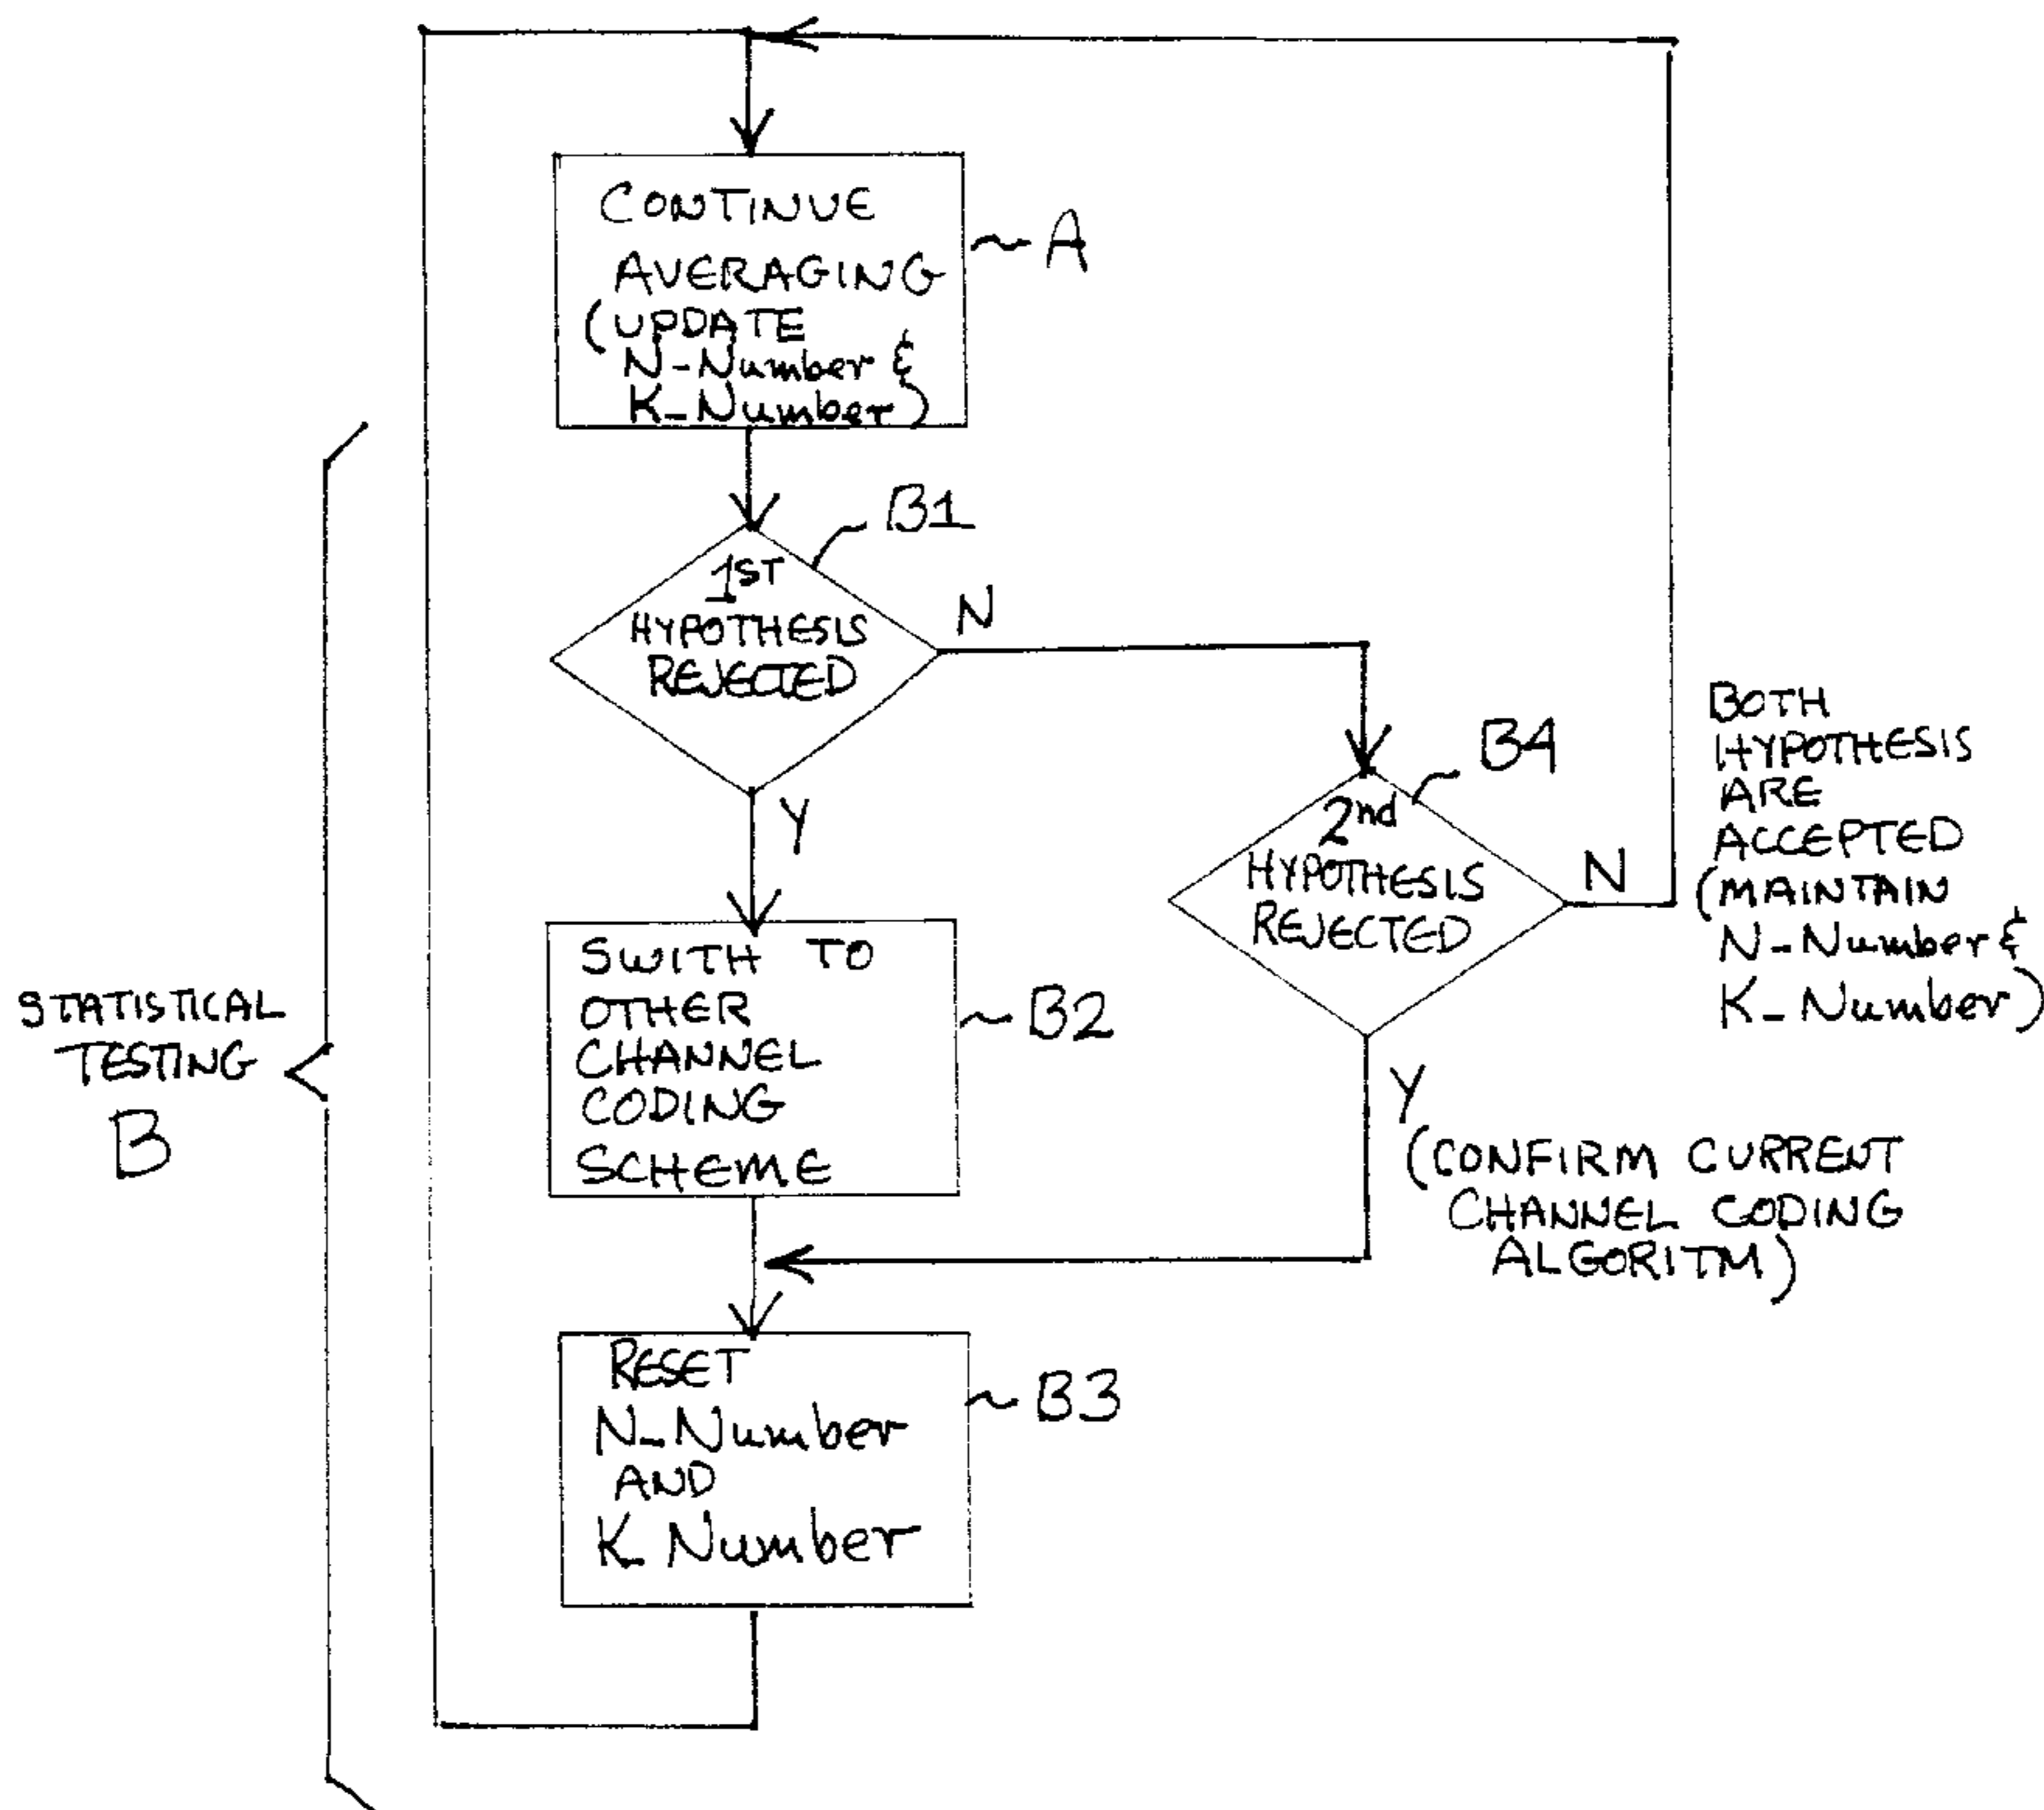 CONTINUE
AVERAGING
(UPDATE
N-Number &
K-Number)
~ A
B1
1ST
HYPOTHESIS
REJECTED
N
Y
B4
2nd
HYPOTHESIS
REJECTED
N
BOTH
HYPOTHESIS
ARE
ACCEPTED
(MAINTAIN
N-Number &
K-Number)
Y
(CONFIRM CURRENT
CHANNEL CODING
ALGORITM)
SWITH TO
OTHER
CHANNEL
CODING
SCHEME
~ B2
STATISTICAL
TESTING
B
RESET
N-Number
AND
K-Number
~ B3